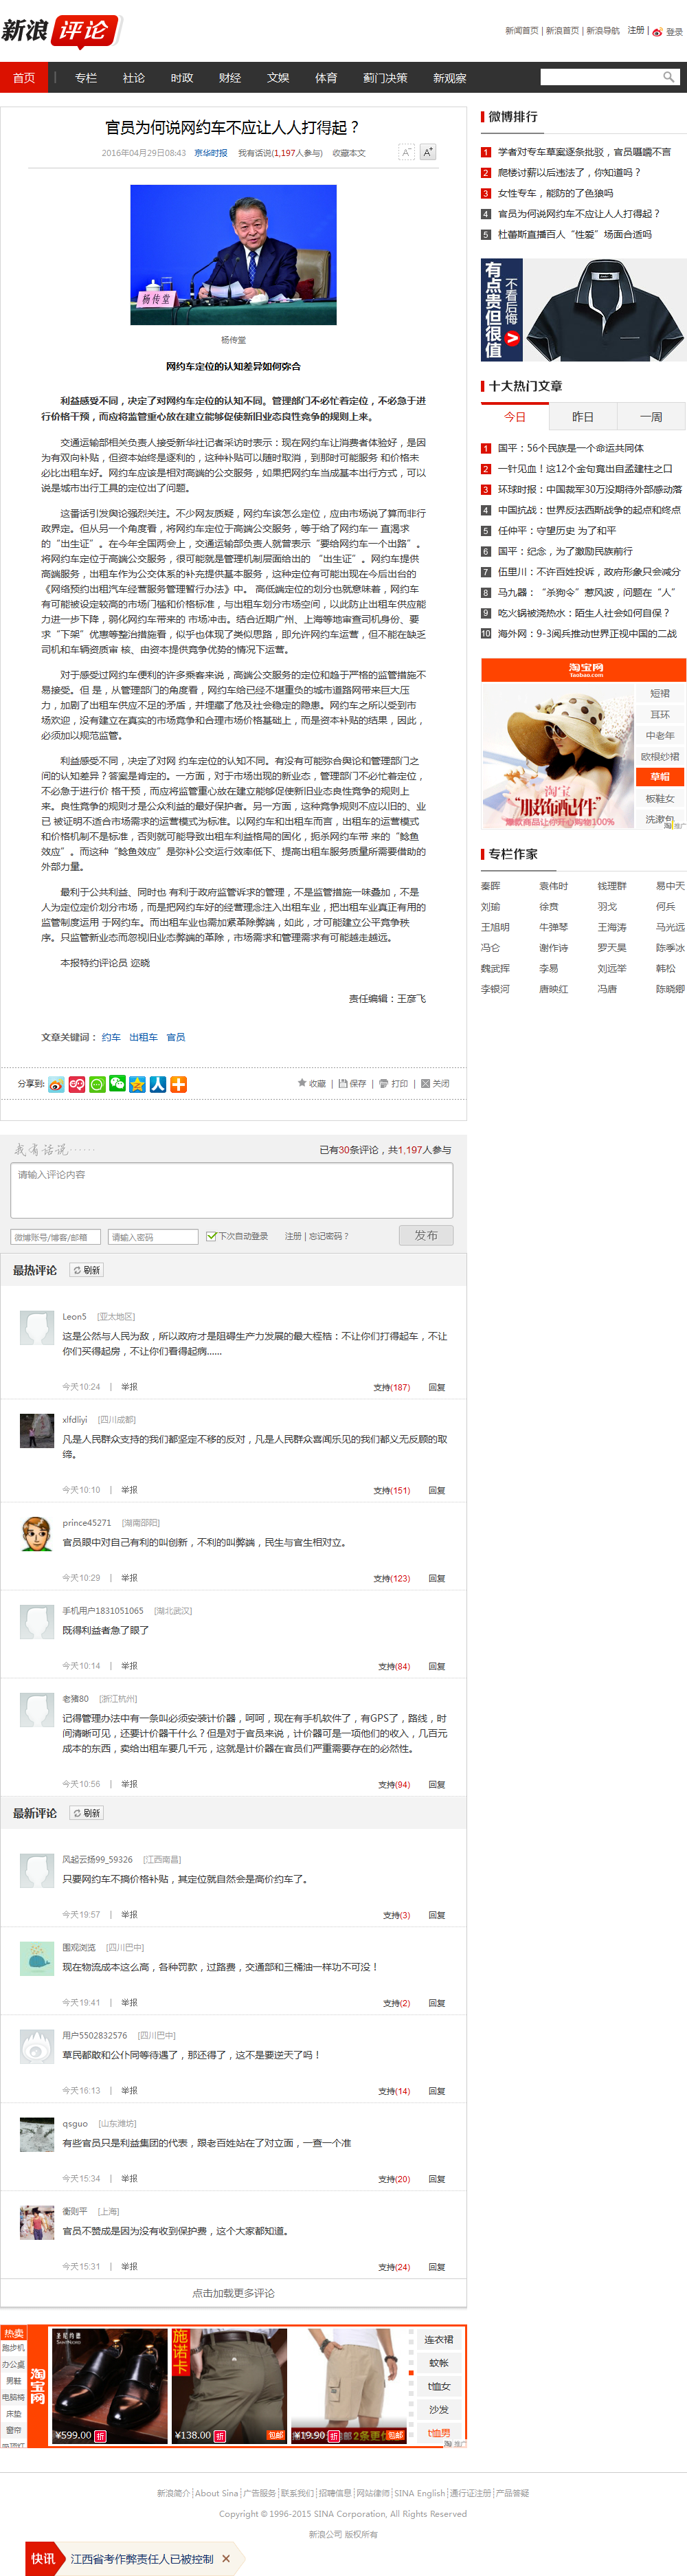 新浪评论
新闻首页 | 新浪首页 | 新浪导航 注册 | 登录
首页 专栏 社论 时政 财经 文娱 体育 蓟门决策 新观察
官员为何说网约车不应让人人打得起？
2016年04月29日08:43 京华时报 我有话说(1,197人参与) 收藏本文
A- A+
杨传堂
杨传堂
网约车定位的认知差异如何弥合
利益感受不同，决定了对网约车定位的认知不同。管理部门不必忙着定位，不必急于进
行价格干预，而应将监管重心放在建立能够促使新旧业态良性竞争的规则上来。
交通运输部相关负责人接受新华社记者采访时表示：现在网约车让消费者体验好，是因
为有双向补贴，但资本始终是逐利的，这种补贴可以随时取消，到那时可能服务 和价格未
必比出租车好。网约车应该是相对高端的公交服务，如果把网约车当成基本出行方式，可以
说是城市出行工具的定位出了问题。
这番话引发舆论强烈关注。不少网友质疑，网约车该怎么定位，应由市场说了算而非行
政界定。但从另一个角度看，将网约车定位于高端公交服务，等于给了网约车一 直渴求
的“出生证”。在今年全国两会上，交通运输部负责人就曾表示“要给网约车一个出路”。
将网约车定位于高端公交服务，很可能就是管理机制层面给出的 “出生证”。网约车提供
高端服务，出租车作为公交体系的补充提供基本服务，这种定位有可能出现在今后出台的
《网络预约出租汽车经营服务管理暂行办法》中。 高低端定位的划分也就意味着，网约车
有可能被设定较高的市场门槛和价格标准，与出租车划分市场空间，以此防止出租车供应能
力进一步下降，弱化网约车带来的 市场冲击。结合近期广州、上海等地审查司机身份、要
求“下架”优惠等整治措施看，似乎也体现了类似思路，即允许网约车运营，但不能在缺乏
司机和车辆资质审 核、由资本提供竞争优势的情况下运营。
对于感受过网约车便利的许多乘客来说，高端公交服务的定位和趋于严格的监管措施不
易接受。但 是，从管理部门的角度看，网约车给已经不堪重负的城市道路网带来巨大压
力，加剧了出租车供应不足的矛盾，并埋藏了危及社会稳定的隐患。网约车之所以受到市
场欢迎，没有建立在真实的市场竞争和合理市场价格基础上，而是资本补贴的结果，因此，
必须加以规范监管。
利益感受不同，决定了对网 约车定位的认知不同。有没有可能弥合舆论和管理部门之
间的认知差异？答案是肯定的。一方面，对于市场出现的新业态，管理部门不必忙着定位，
不必急于进行价 格干预，而应将监管重心放在建立能够促使新旧业态良性竞争的规则上
来。良性竞争的规则才是公众利益的最好保护者。另一方面，这种竞争规则不应以旧的、业
已 被证明不适合市场需求的运营模式为标准。以网约车和出租车而言，出租车的运营模式
和价格机制不是标准，否则就可能导致出租车利益格局的固化，扼杀网约车带 来的“鲶鱼
效应”。而这种“鲶鱼效应”是弥补公交运行效率低下、提高出租车服务质量所需要借助的
外部力量。
最利于公共利益、同时也 有利于政府监管诉求的管理，不是监管措施一味叠加，不是
人为定位定价划分市场，而是把网约车好的经营理念注入出租车业，把出租车业真正有用的
监管制度运用 于网约车。而出租车业也需加紧革除弊端，如此，才可能建立公平竞争秩
序。只监管新业态而忽视旧业态弊端的革除，市场需求和管理需求有可能越走越远。
本报特约评论员 迩晓
责任编辑：王彦飞
文章关键词： 约车 出租车 官员
分享到:
收藏 | 保存 | 打印 | 关闭
我有话说……
已有30条评论，共1,197人参与
请输入评论内容
微博账号/博客/邮箱 请输入密码 下次自动登录 注册 | 忘记密码？ 发布
最热评论 刷新
Leon5 [亚太地区]
这是公然与人民为敌，所以政府才是阻碍生产力发展的最大桎梏：不让你们打得起车，不让
你们买得起房，不让你们看得起病......
今天10:24 | 举报 支持(187) 回复
xlfdliyi [四川成都]
凡是人民群众支持的我们都坚定不移的反对，凡是人民群众喜闻乐见的我们都义无反顾的取
缔。
今天10:10 | 举报 支持(151) 回复
prince45271 [湖南邵阳]
官员眼中对自己有利的叫创新，不利的叫弊端，民生与官生相对立。
今天10:29 | 举报 支持(123) 回复
手机用户1831051065 [湖北武汉]
既得利益者急了眼了
今天10:14 | 举报 支持(84) 回复
老猪80 [浙江杭州]
记得管理办法中有一条叫必须安装计价器，呵呵，现在有手机软件了，有GPS了，路线，时
间清晰可见，还要计价器干什么？但是对于官员来说，计价器可是一项他们的收入，几百元
成本的东西，卖给出租车要几千元，这就是计价器在官员们严重需要存在的必然性。
今天10:56 | 举报 支持(94) 回复
最新评论 刷新
风起云扬99_59326 [江西南昌]
只要网约车不搞价格补贴，其定位就自然会是高价约车了。
今天19:57 | 举报 支持(3) 回复
围观浏览 [四川巴中]
现在物流成本这么高，各种罚款，过路费，交通部和三桶油一样功不可没！
今天19:41 | 举报 支持(2) 回复
用户5502832576 [四川巴中]
草民都敢和公仆同等待遇了，那还得了，这不是要逆天了吗！
今天16:13 | 举报 支持(14) 回复
qsguo [山东潍坊]
有些官员只是利益集团的代表，跟老百姓站在了对立面，一查一个准
今天15:34 | 举报 支持(20) 回复
衡则平 [上海]
官员不赞成是因为没有收到保护费，这个大家都知道。
今天15:31 | 举报 支持(24) 回复
点击加载更多评论
热卖
跑步机
办公桌
男鞋
电脑椅
床垫
窗帘
淘宝网
¥599.00 折
施诺卡
¥138.00 折 包邮
¥19.90 折 包邮
连衣裙
蚊帐
t恤女
沙发
t恤男
微博排行
1 学者对专车草案逐条批驳，官员嗫嚅不言
2 爬楼讨薪以后违法了，你知道吗？
3 女性专车，能防的了色狼吗
4 官员为何说网约车不应让人人打得起？
5 杜蕾斯直播百人“性爱”场面合适吗
有点贵但很值
不看后悔
十大热门文章
今日 昨日 一周
1 国平：56个民族是一个命运共同体
2 一针见血！这12个金句竟出自孟建柱之口
3 环球时报：中国裁军30万没期待外部感动落
4 中国抗战：世界反法西斯战争的起点和终点
5 任仲平：守望历史 为了和平
6 国平：纪念，为了激励民族前行
7 伍里川：不许百姓投诉，政府形象只会减分
8 马九器：“杀狗令”惹风波，问题在“人”
9 吃火锅被浇热水：陌生人社会如何自保？
10 海外网：9-3阅兵推动世界正视中国的二战
淘宝网
Taobao.com
短裙
耳环
中老年
欧根纱裙
草帽
板鞋女
洗漱包
淘宝
“服饰配件”
爆款商品让你开心购物100%
专栏作家
秦晖 袁伟时 钱理群 易中天
刘瑜 徐贲 羽戈 何兵
王旭明 牛弹琴 王海涛 马光远
冯仑 谢作诗 罗天昊 陈季冰
魏武挥 李易 刘远举 韩松
李银河 唐映红 冯唐 陈晓卿
新浪简介 | About Sina | 广告服务 | 联系我们 | 招聘信息 | 网站律师 | SINA English | 通行证注册 | 产品答疑
Copyright © 1996-2015 SINA Corporation, All Rights Reserved
新浪公司 版权所有
快讯 江西省考作弊责任人已被控制 ×